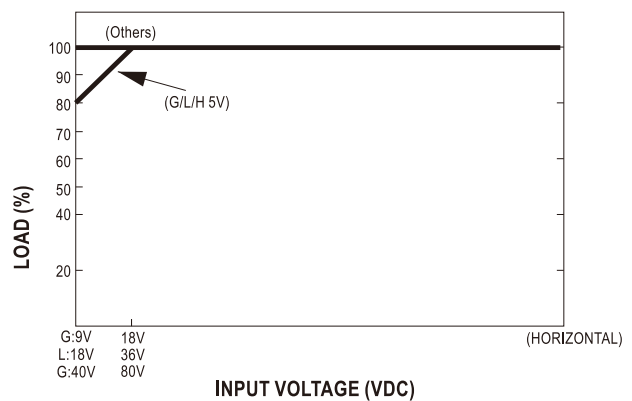 (Others)
100
90
(G/L/H 5V)
80
70
60
50
40
20
LOAD (%)
G:9V 18V (HORIZONTAL)
L:18V 36V
G:40V 80V
INPUT VOLTAGE (VDC)